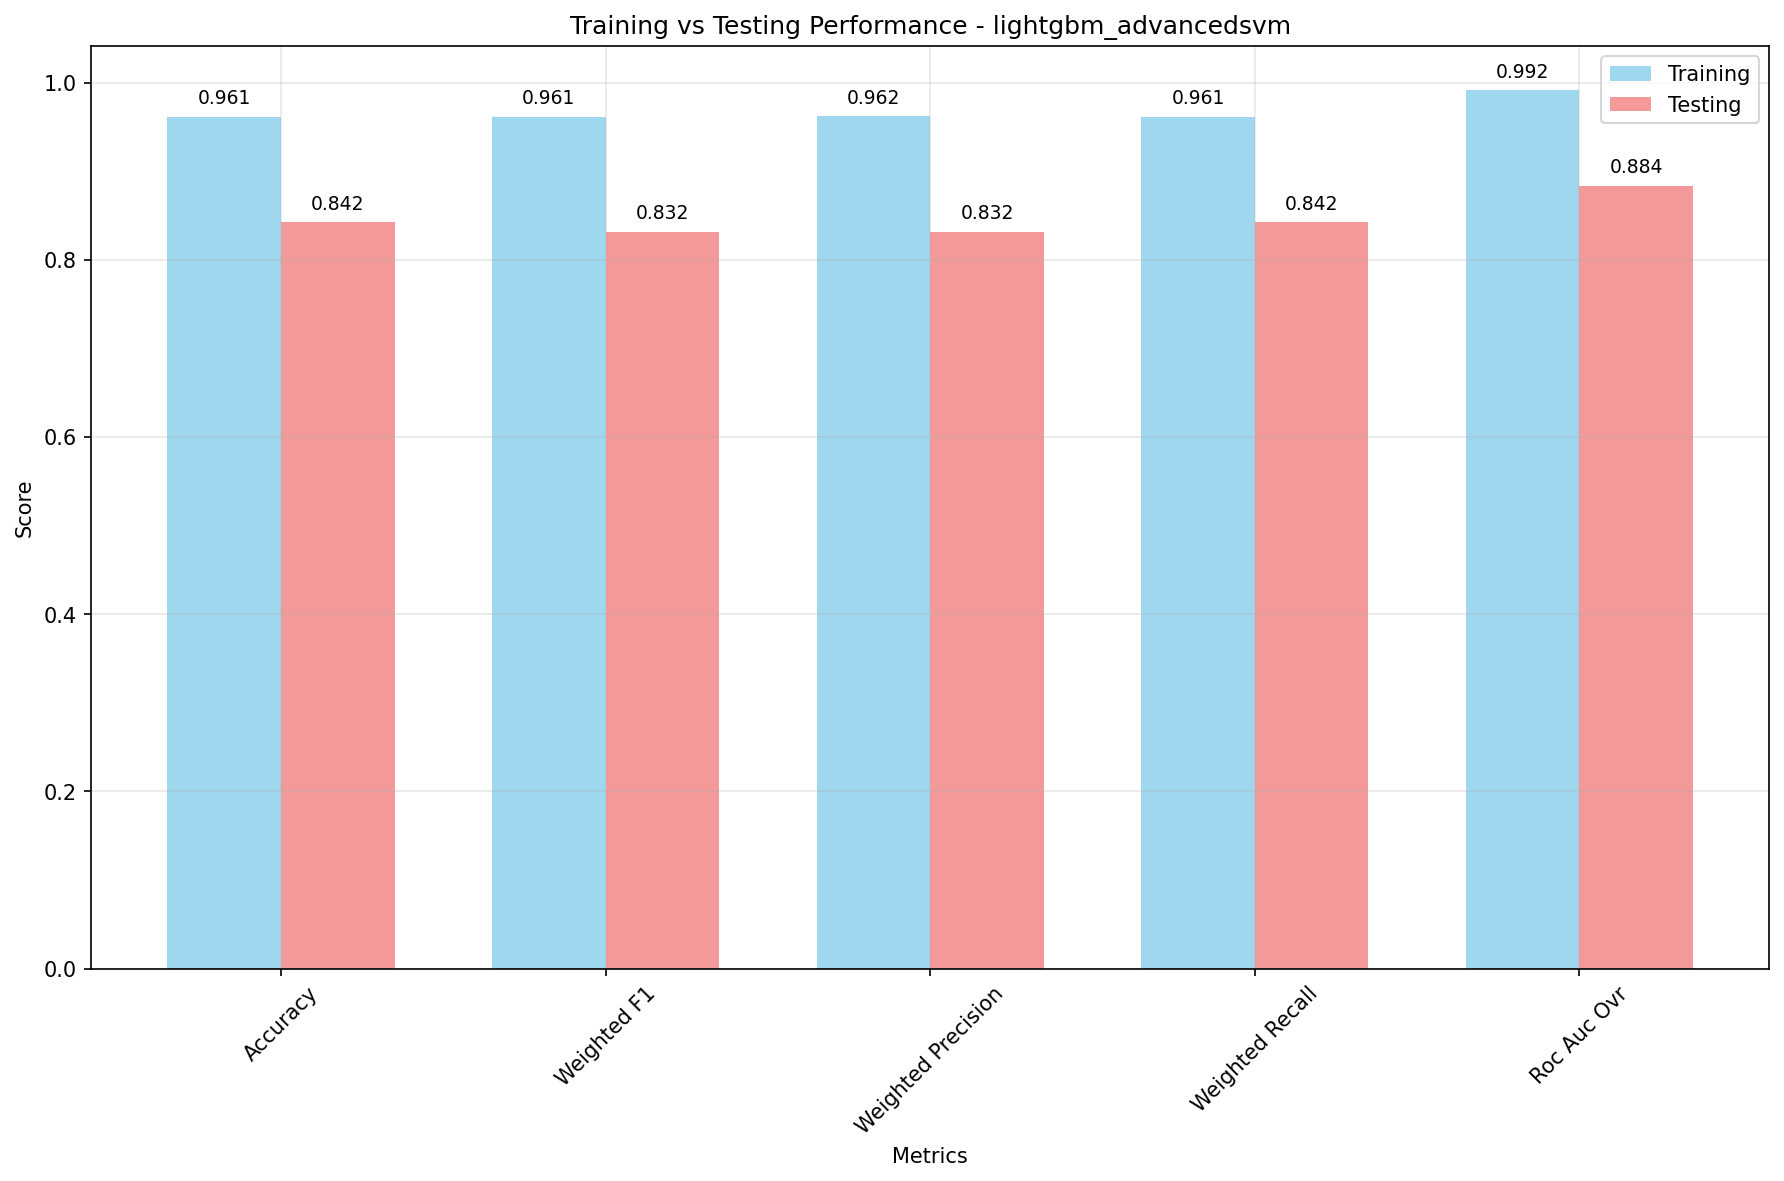 Training vs Testing Performance - lightgbm_advancedsvm
Training
Testing
0.961
0.842
0.961
0.832
0.962
0.832
0.961
0.842
0.992
0.884
1.0
0.8
0.6
0.4
0.2
0.0
Score
Accuracy
Weighted F1
Weighted Precision
Weighted Recall
Roc Auc Ovr
Metrics